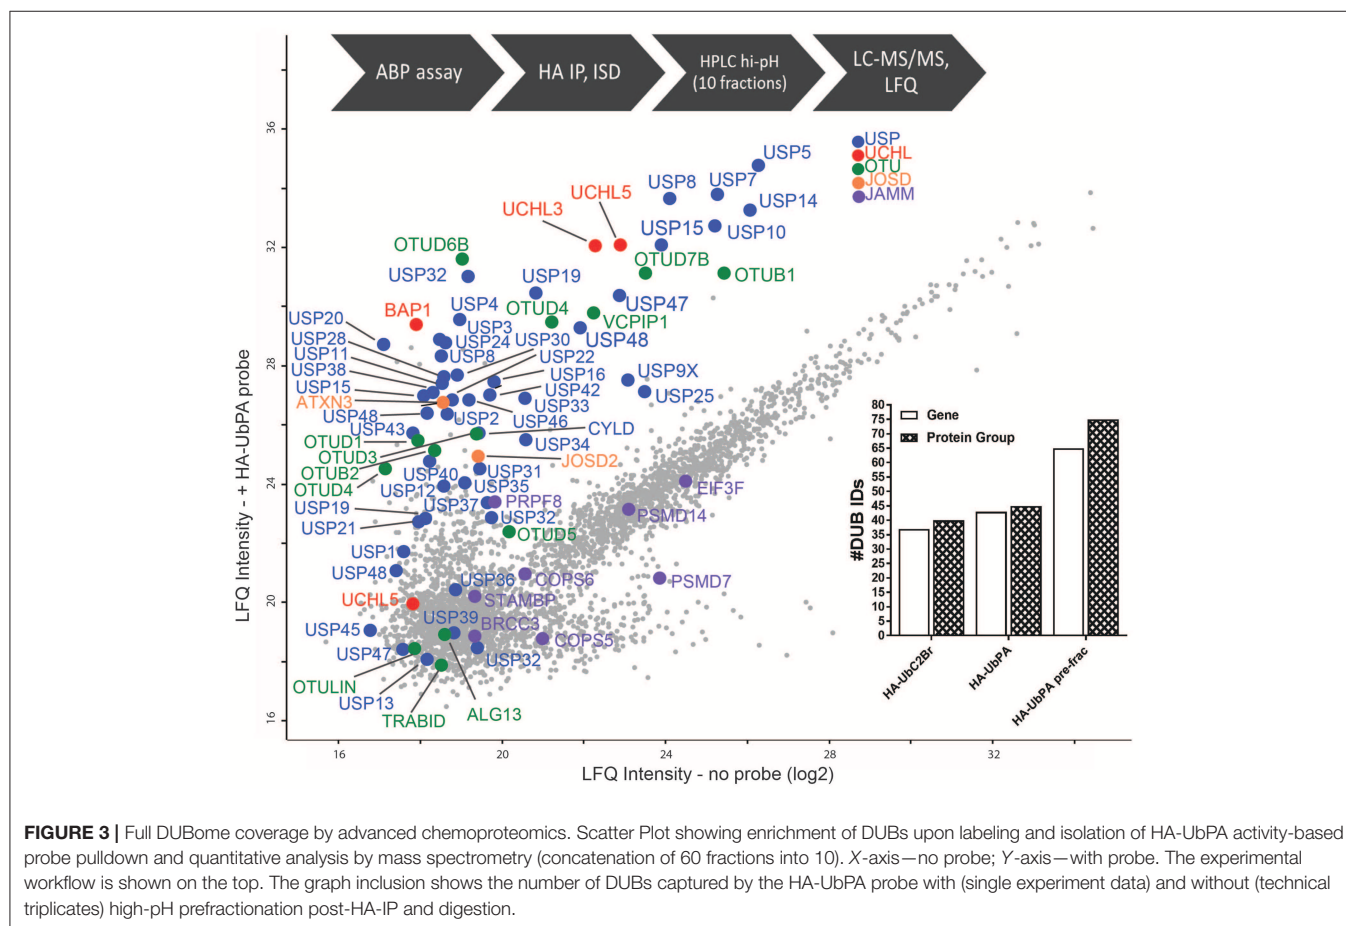 ABP assay
HA IP, ISD
HPLC hi-pH
(10 fractions)
LC-MS/MS,
LFQ
USP
UCHL
OTU
JOSD
JAMM
LFQ Intensity - + HA-UbPA probe
36
32
28
24
20
16
USP5
USP8
USP7
UCHL5
UCHL3
USP14
USP15
USP10
OTUD6B
OTUD7B
OTUB1
USP32
USP19
USP4
OTUD4
USP47
BAP1
VCPIP1
USP20
USP3
USP28
USP24
USP30
USP48
USP11
USP8
USP22
USP38
USP16
USP9X
USP15
USP42
USP25
ATXN3
USP33
USP48
USP2
USP46
USP43
CYLD
OTUD1
USP34
OTUD3
JOSD2
OTUB2
USP40
USP31
OTUD4
USP12
USP35
USP19
USP37
PRPF8
USP21
USP32
OTUD5
EIF3F
PSMD14
USP1
USP48
USP36
COPS6
PSMD7
UCHL5
STAMBP
USP39
BRCC3
USP45
COPS5
USP47
USP32
OTULIN
USP13
TRABID
ALG13
16
20
24
28
32
LFQ Intensity - no probe (log2)
Gene
Protein Group
#DUB IDs
80
75
70
65
60
55
50
45
40
35
30
25
20
15
10
5
0
HA-UbC2Br
HA-UbPA
HA-UbPA pre-frac
FIGURE 3 | Full DUBome coverage by advanced chemoproteomics. Scatter Plot showing enrichment of DUBs upon labeling and isolation of HA-UbPA activity-based
probe pulldown and quantitative analysis by mass spectrometry (concatenation of 60 fractions into 10). X-axis—no probe; Y-axis—with probe. The experimental
workflow is shown on the top. The graph inclusion shows the number of DUBs captured by the HA-UbPA probe with (single experiment data) and without (technical
triplicates) high-pH prefractionation post-HA-IP and digestion.